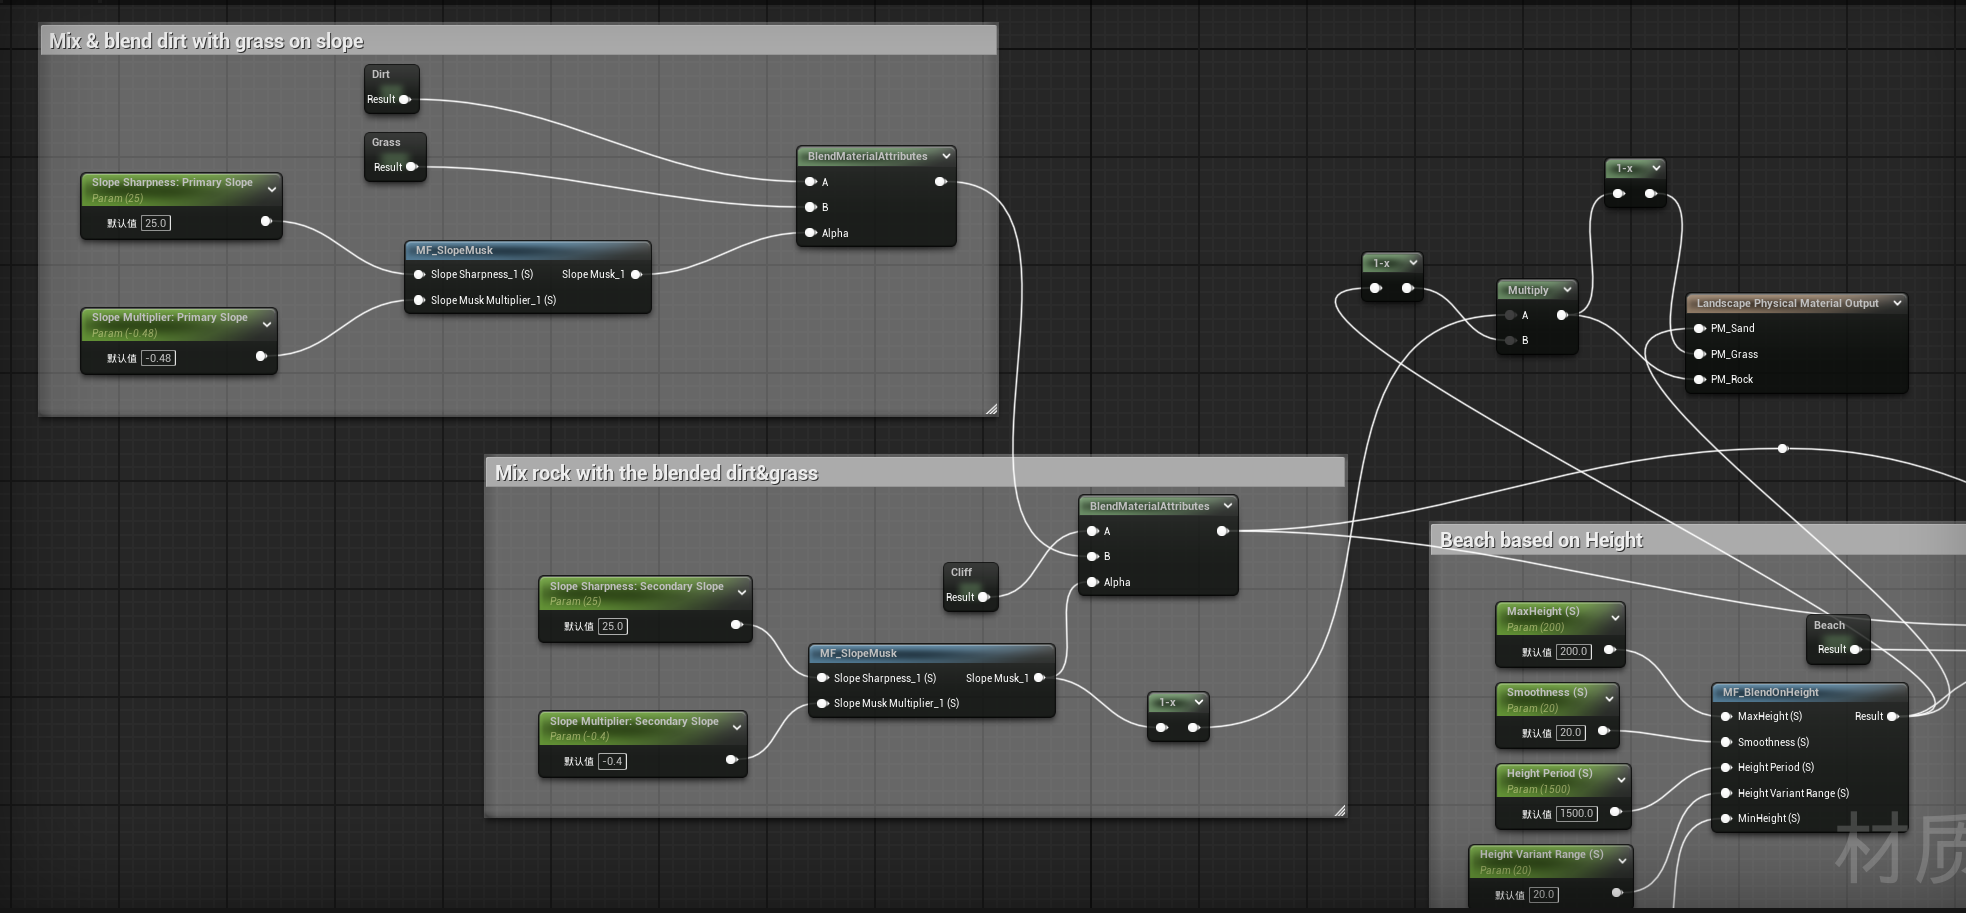 Mix & blend dirt with grass on slope
Dirt
Result
Grass
Result
Slope Sharpness: Primary Slope
Param (25)
默认值 25.0
Slope Multiplier: Primary Slope
Param (-0.48)
默认值 -0.48
MF_SlopeMusk
Slope Sharpness_1 (S) Slope Musk_1
Slope Musk Multiplier_1 (S)
BlendMaterialAttributes
A
B
Alpha
Mix rock with the blended dirt&grass
Slope Sharpness: Secondary Slope
Param (25)
默认值 25.0
Slope Multiplier: Secondary Slope
Param (-0.4)
默认值 -0.4
MF_SlopeMusk
Slope Sharpness_1 (S) Slope Musk_1
Slope Musk Multiplier_1 (S)
Cliff
Result
BlendMaterialAttributes
A
B
Alpha
1-x
1-x
Multiply
A
B
1-x
Landscape Physical Material Output
PM_Sand
PM_Grass
PM_Rock
Beach based on Height
MaxHeight (S)
Param (200)
默认值 200.0
Smoothness (S)
Param (20)
默认值 20.0
Height Period (S)
Param (1500)
默认值 1500.0
Height Variant Range (S)
Param (20)
默认值 20.0
Beach
Result
MF_BlendOnHeight
MaxHeight (S) Result
Smoothness (S)
Height Period (S)
Height Variant Range (S)
MinHeight (S)
材质